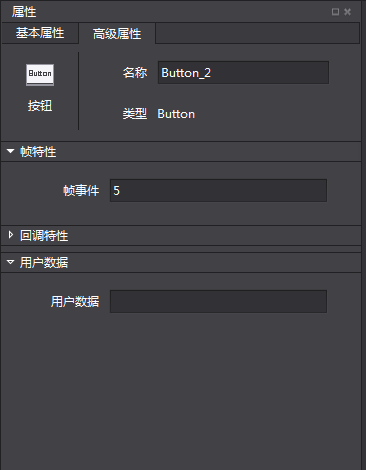 属性
基本属性 高级属性
Button
按钮
名称 Button_2
类型 Button
帧特性
帧事件 5
回调特性
用户数据
用户数据